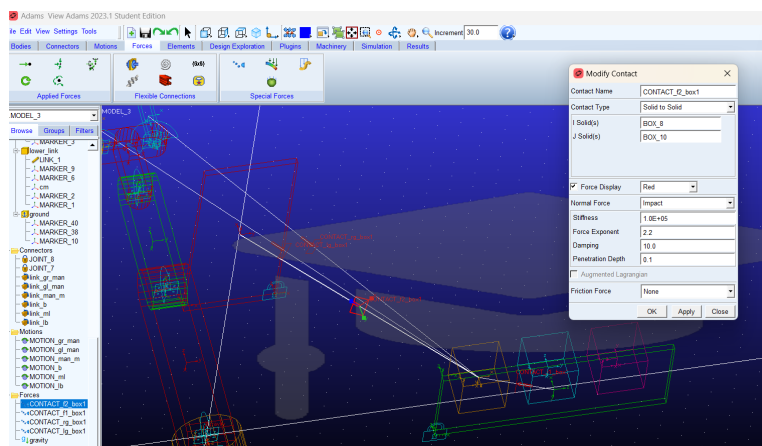 Adams View Adams 2023.1 Student Edition
ile Edit View Settings Tools
Increment 30.0
Bodies Connectors Motions Forces Elements Design Exploration Plugins Machinery Simulation Results
Applied Forces Flexible Connections Special Forces
MODEL_3
MODEL_3
Browse Groups Filters
MARKER_3
lower_link
LINK_1
MARKER_9
MARKER_6
cm
MARKER_2
MARKER_1
ground
MARKER_40
MARKER_38
MARKER_10
Connectors
JOINT_8
JOINT_7
link_gr_man
link_gl_man
link_man_m
link_b
link_ml
link_lb
Motions
MOTION_gr_man
MOTION_gl_man
MOTION_man_m
MOTION_b
MOTION_ml
MOTION_lb
Forces
CONTACT_f2_box1
CONTACT_f1_box1
CONTACT_rg_box1
CONTACT_lg_box1
gravity
Modify Contact
Contact Name CONTACT_f2_box1
Contact Type Solid to Solid
I Solid(s) BOX_8
J Solid(s) BOX_10
Force Display Red
Normal Force Impact
Stiffness 1.0E+05
Force Exponent 2.2
Damping 10.0
Penetration Depth 0.1
Augmented Lagrangian
Friction Force None
OK Apply Close